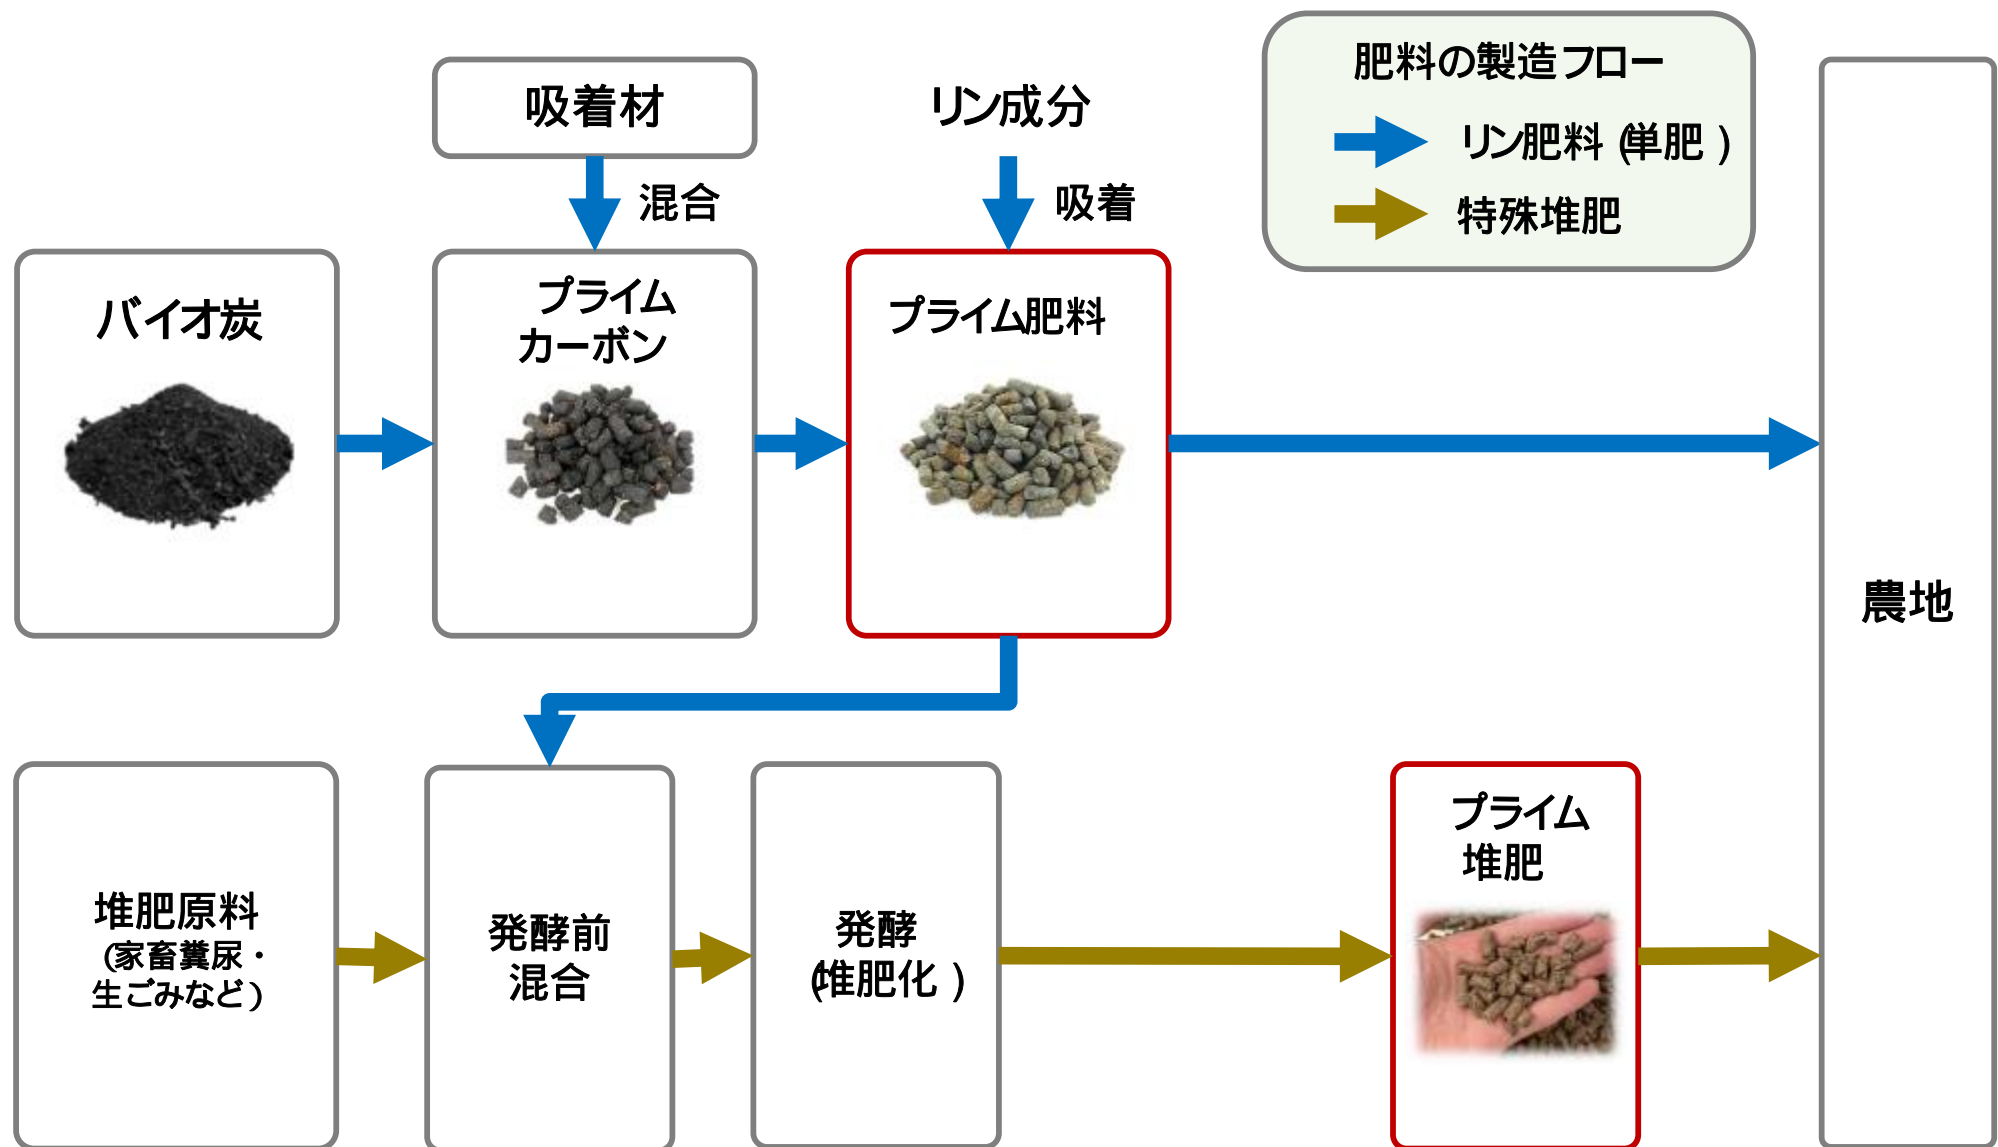 肥料の製造フロー
リン肥料(単肥)
特殊堆肥
吸着材
リン成分
混合
吸着
バイオ炭
プライム
カーボン
プライム肥料
農地
堆肥原料
(家畜糞尿・
生ごみなど)
発酵前
混合
発酵
(堆肥化)
プライム
堆肥